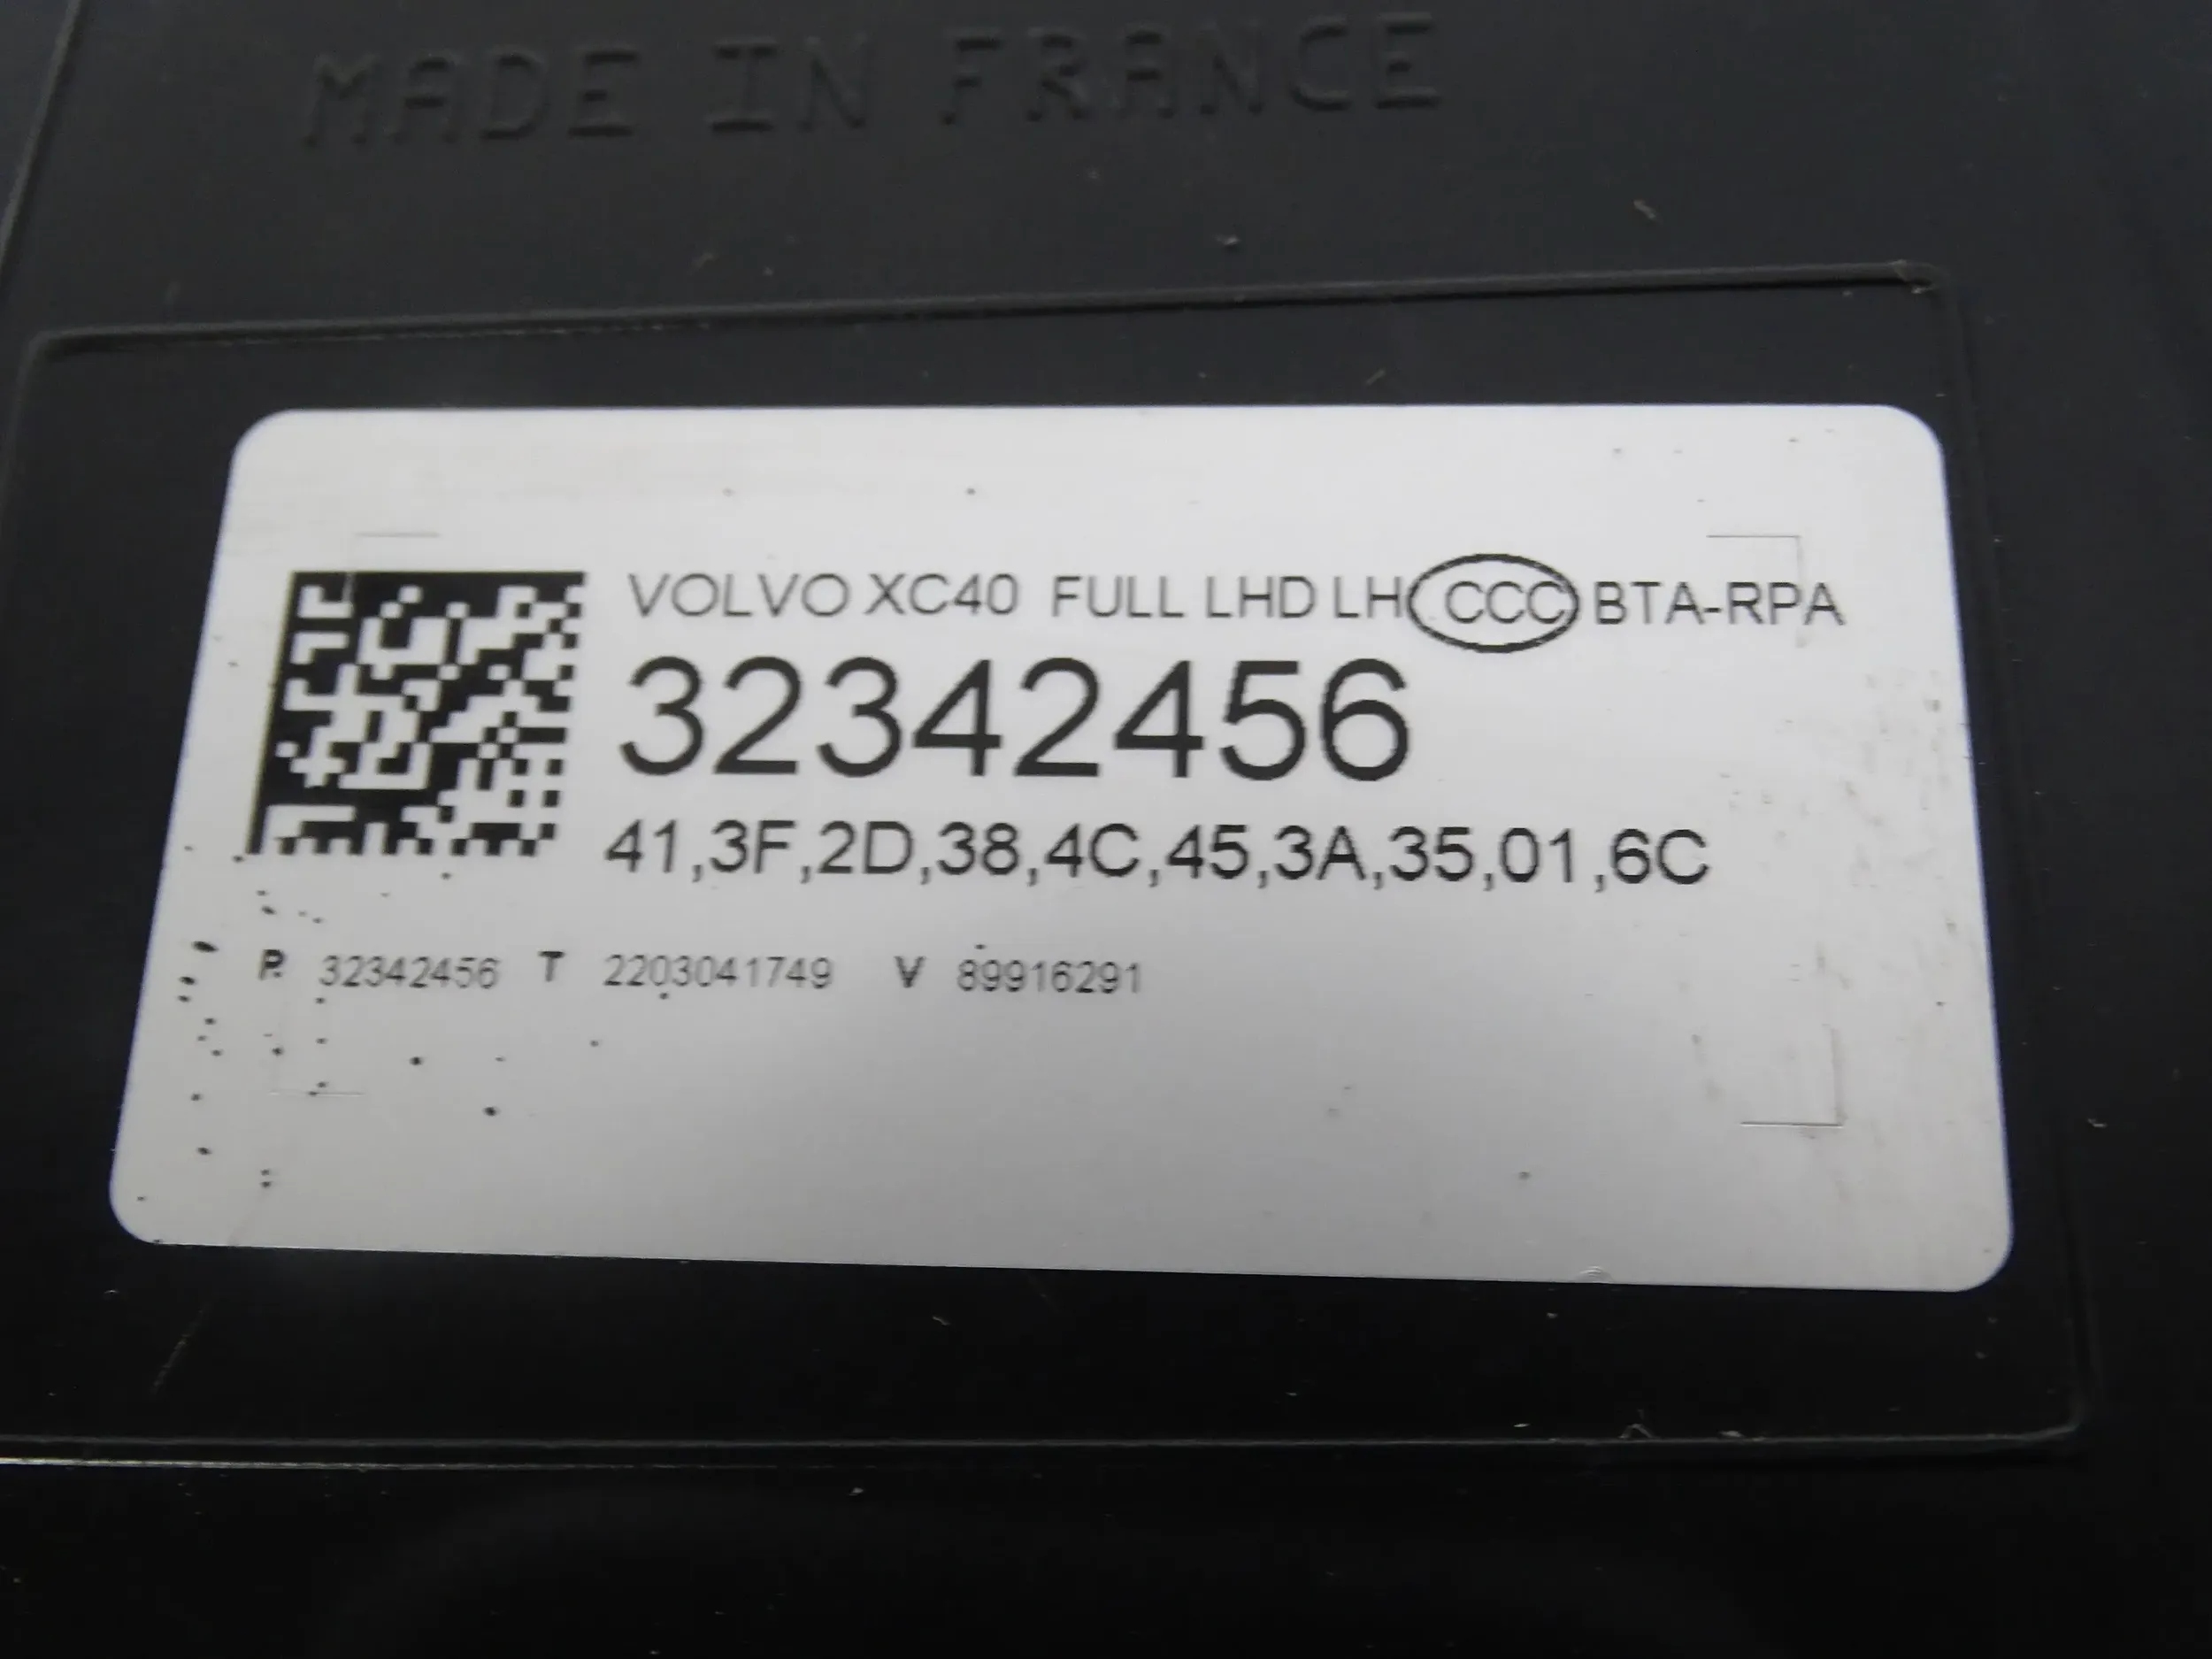 MADE IN FRANCE
VOLVO XC40 FULL LHD LH CCC BTA-RPA
32342456
41,3F,2D,38,4C,45,3A,35,01,6C
P 32342456 T 2203041749 V 89916291